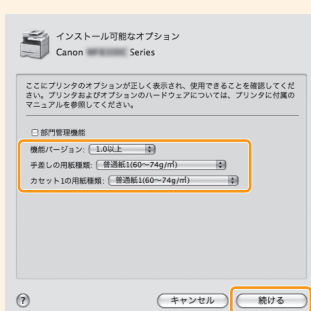 インストール可能なオプション
Canon Series
ここにプリンタのオプションが正しく表示され、使用できることを確認してくだ
さい。プリンタおよびオプションのハードウェアについては、プリンタに付属の
マニュアルを参照してください。
部門管理機能
機能バージョン: 1.0以上
手差しの用紙種類: 普通紙1(60〜74g/㎡)
カセット1の用紙種類: 普通紙1(60〜74g/㎡)
? キャンセル 続ける